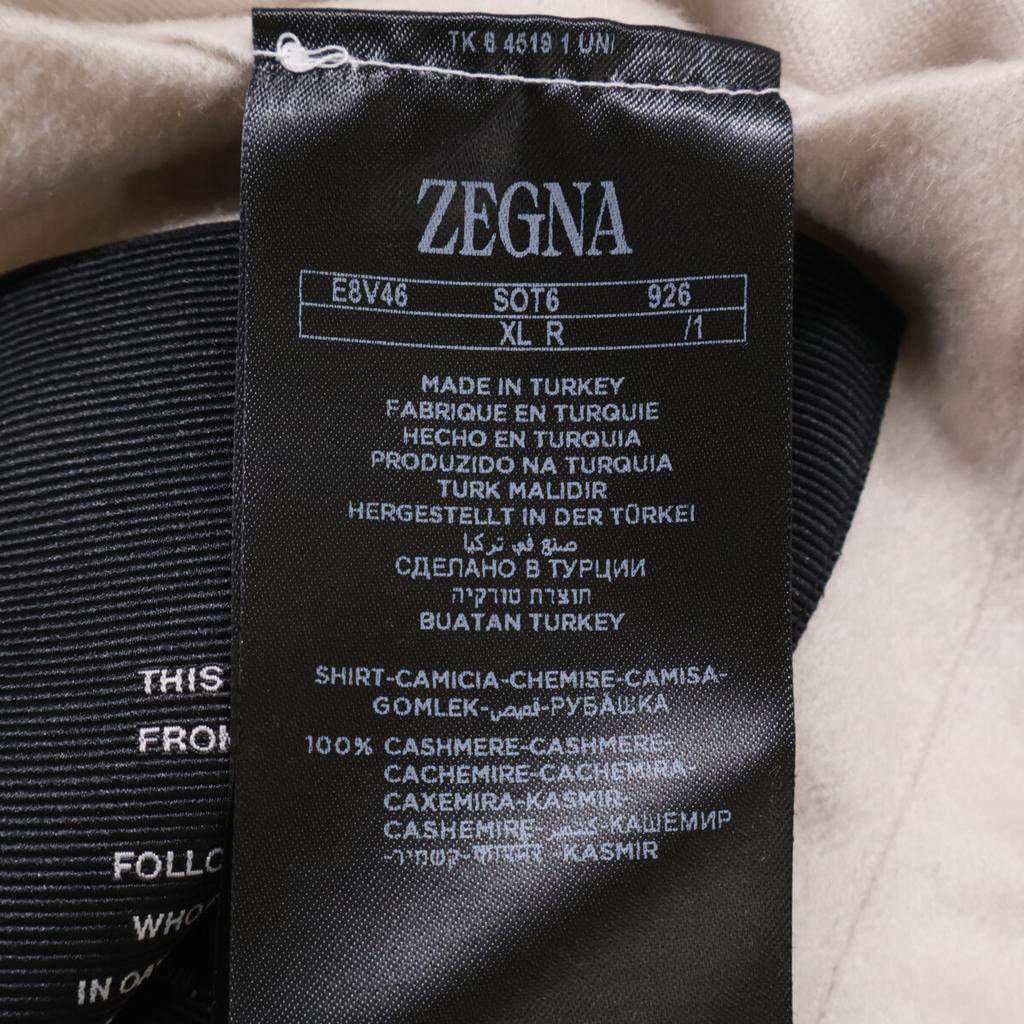 TK 6 4519 1 UNI
ZEGNA
E8V46 SOT6 926
XL R /1
MADE IN TURKEY
FABRIQUE EN TURQUIE
HECHO EN TURQUIA
PRODUZIDO NA TURQUIA
TURK MALIDIR
HERGESTELLT IN DER TÜRKEI
صنع في تركيا
СДЕЛАНО В ТУРЦИИ
תוצרת טורקיה
BUATAN TURKEY
SHIRT-CAMICIA-CHEMISE-CAMISA-
GOMLEK-قميص-РУБАШКА
100% CASHMERE-CASHMERE-
CACHEMIRE-CACHEMIRA-
CAXEMIRA-KASMIR-
CASHEMIRE- КАШЕМИР
-קשמיר- KASMIR
THIS
FROM
FOLLO
WHO
IN OA